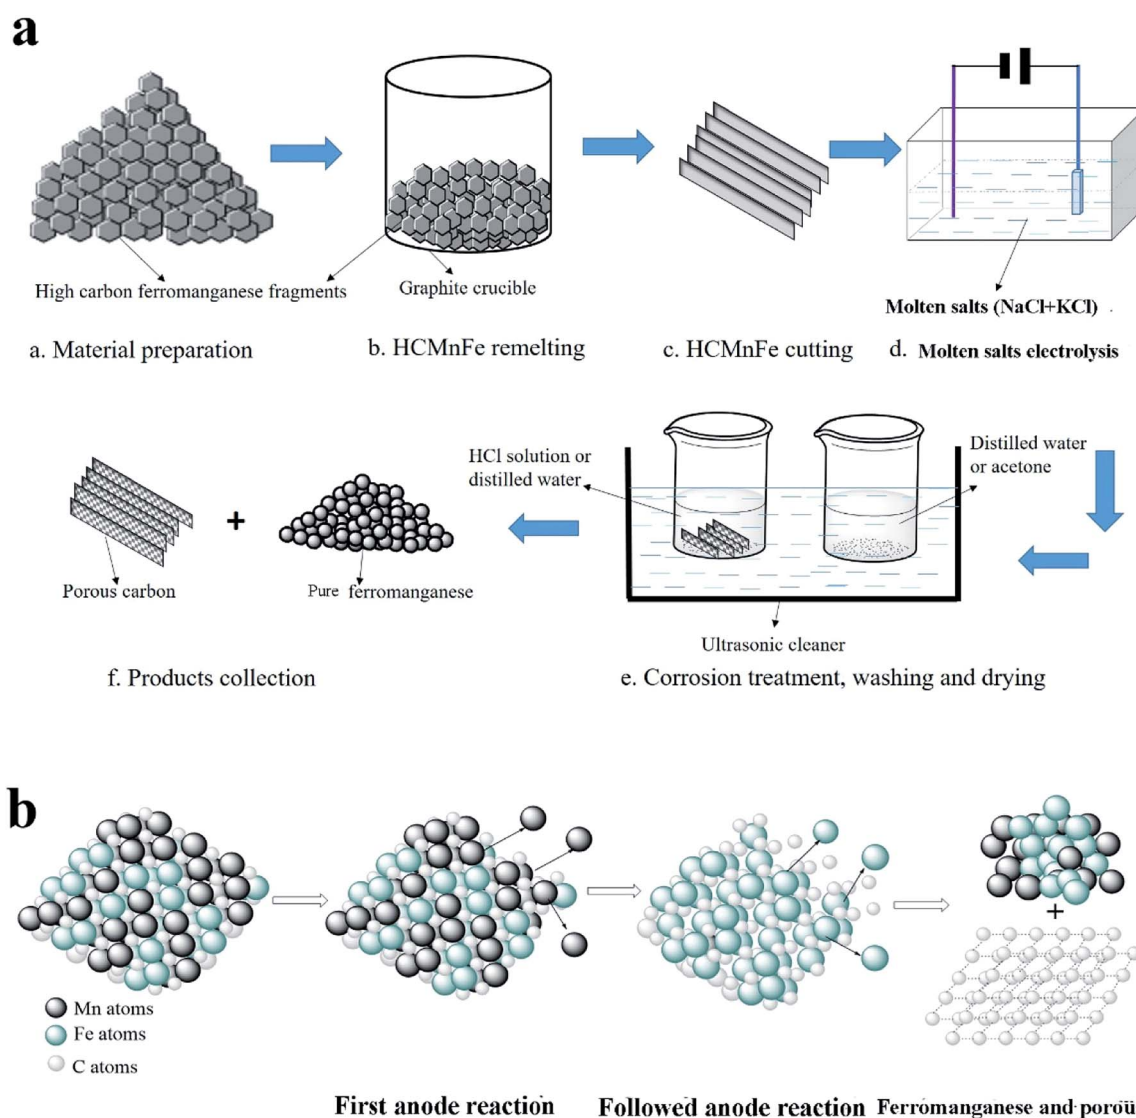 a
High carbon ferromanganese fragments
Graphite crucible
Molten salts (NaCl+KCl)
a. Material preparation
b. HCMnFe remelting
c. HCMnFe cutting
d. Molten salts electrolysis
HCl solution or
distilled water
Distilled water
or acetone
+
Porous carbon
Pure ferromanganese
Ultrasonic cleaner
f. Products collection
e. Corrosion treatment, washing and drying
b
+
Mn atoms
Fe atoms
C atoms
First anode reaction
Followed anode reaction
Ferromanganese and porou